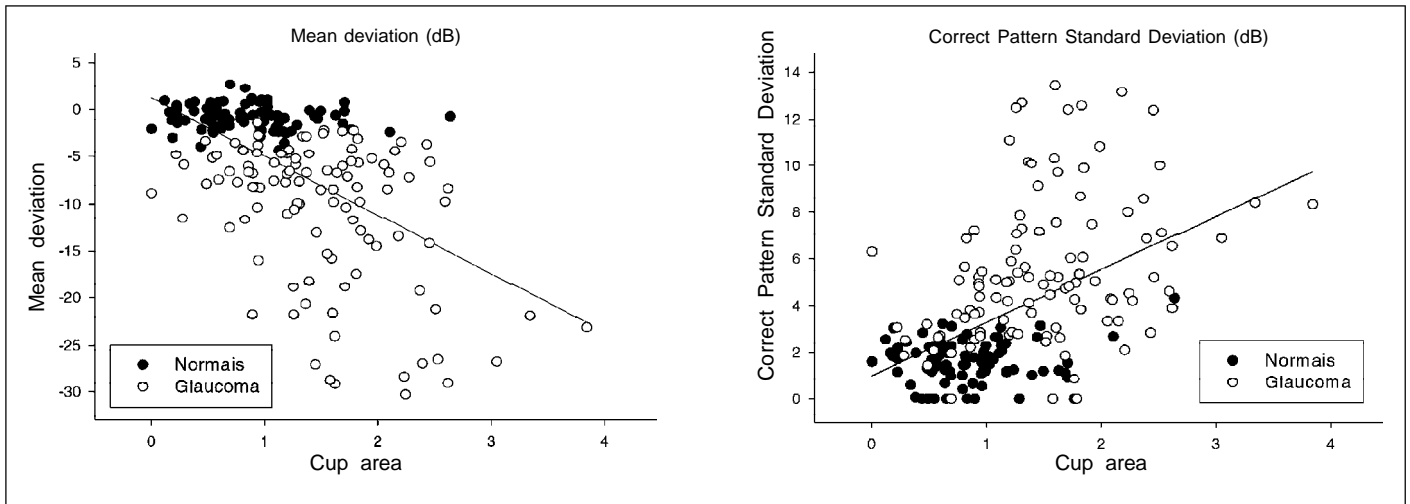 Mean deviation (dB)
Mean deviation
5
0
-5
-10
-15
-20
-25
-30
Normais
Glaucoma
0 1 2 3 4
Cup area
Correct Pattern Standard Deviation (dB)
Correct Pattern Standard Deviation
14
12
10
8
6
4
2
0
Normais
Glaucoma
0 1 2 3 4
Cup area